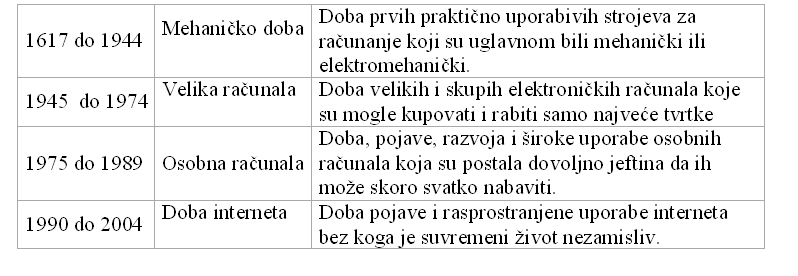 1617 do 1944
Mehaničko doba
Doba prvih praktično uporabivih strojeva za
računanje koji su uglavnom bili mehanički ili
elektromehanički.
1945 do 1974
Velika računala
Doba velikih i skupih elektroničkih računala koje
su mogle kupovati i rabiti samo najveće tvrtke
1975 do 1989
Osobna računala
Doba, pojave, razvoja i široke uporabe osobnih
računala koja su postala dovoljno jeftina da ih
može skoro svatko nabaviti.
1990 do 2004
Doba interneta
Doba pojave i rasprostranjene uporabe interneta
bez koga je suvremeni život nezamisliv.